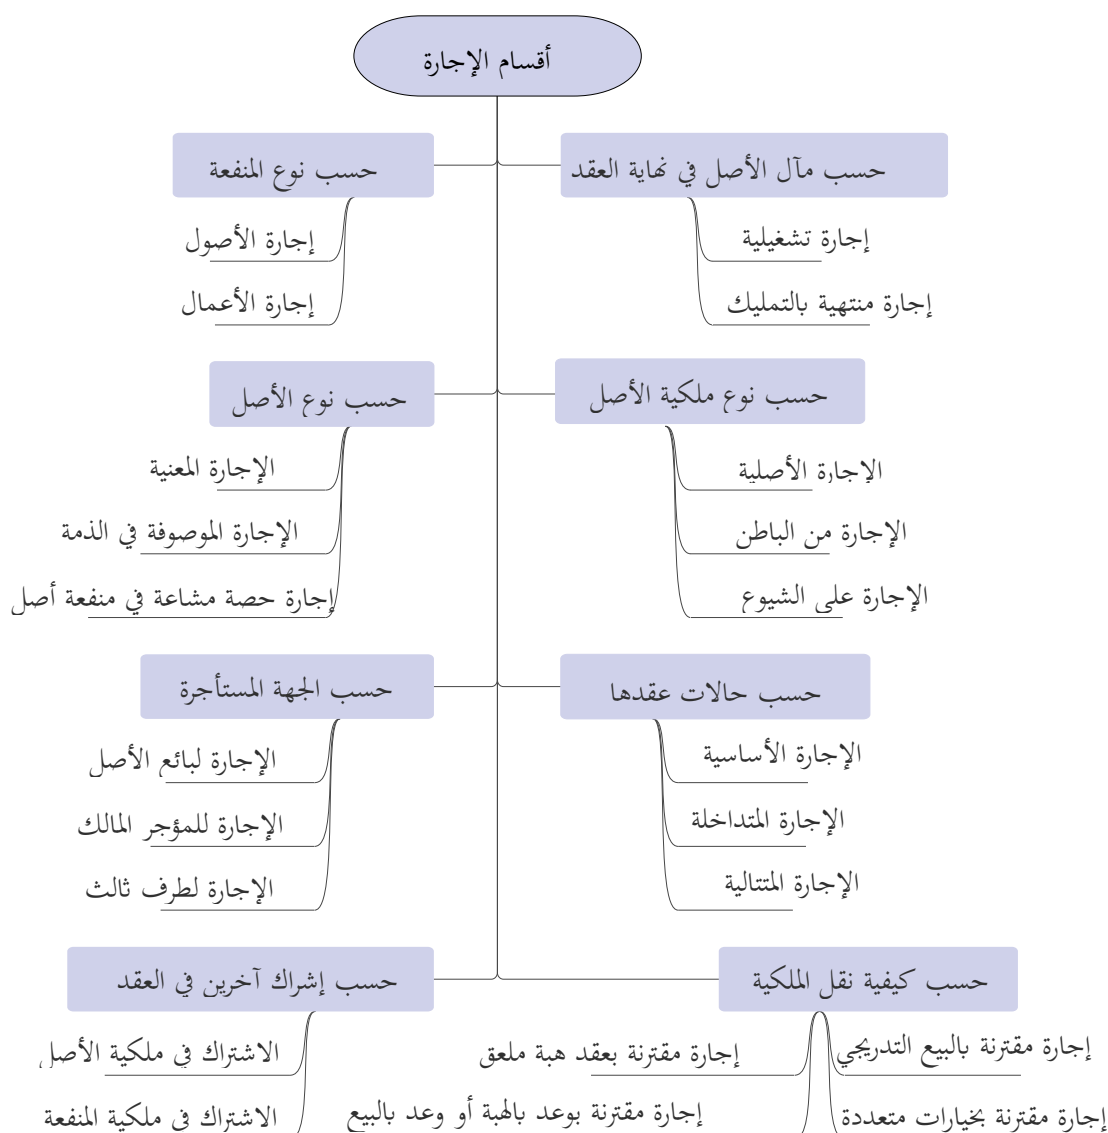 أقسام الإجارة
حسب مآل الأصل في نهاية العقد
إجارة تشغيلية
إجارة منتهية بالتمليك
حسب نوع المنفعة
إجارة الأصول
إجارة الأعمال
حسب نوع ملكية الأصل
الإجارة الأصلية
الإجارة من الباطن
الإجارة على الشيوع
حسب نوع الأصل
الإجارة المعنية
الإجارة الموصوفة في الذمة
إجارة حصة مشاعة في منفعة أصل
حسب حالات عقدها
الإجارة الأساسية
الإجارة المتداخلة
الإجارة المتتالية
حسب الجهة المستأجرة
الإجارة لبائع الأصل
الإجارة للمؤجر المالك
الإجارة لطرف ثالث
حسب كيفية نقل الملكية
إجارة مقترنة بالبيع التدريجي
إجارة مقترنة بخيارات متعددة
إجارة مقترنة بعقد هبة ملعق
إجارة مقترنة بوعد بالهبة أو وعد بالبيع
حسب إشراك آخرين في العقد
الاشتراك في ملكية الأصل
الاشتراك في ملكية المنفعة